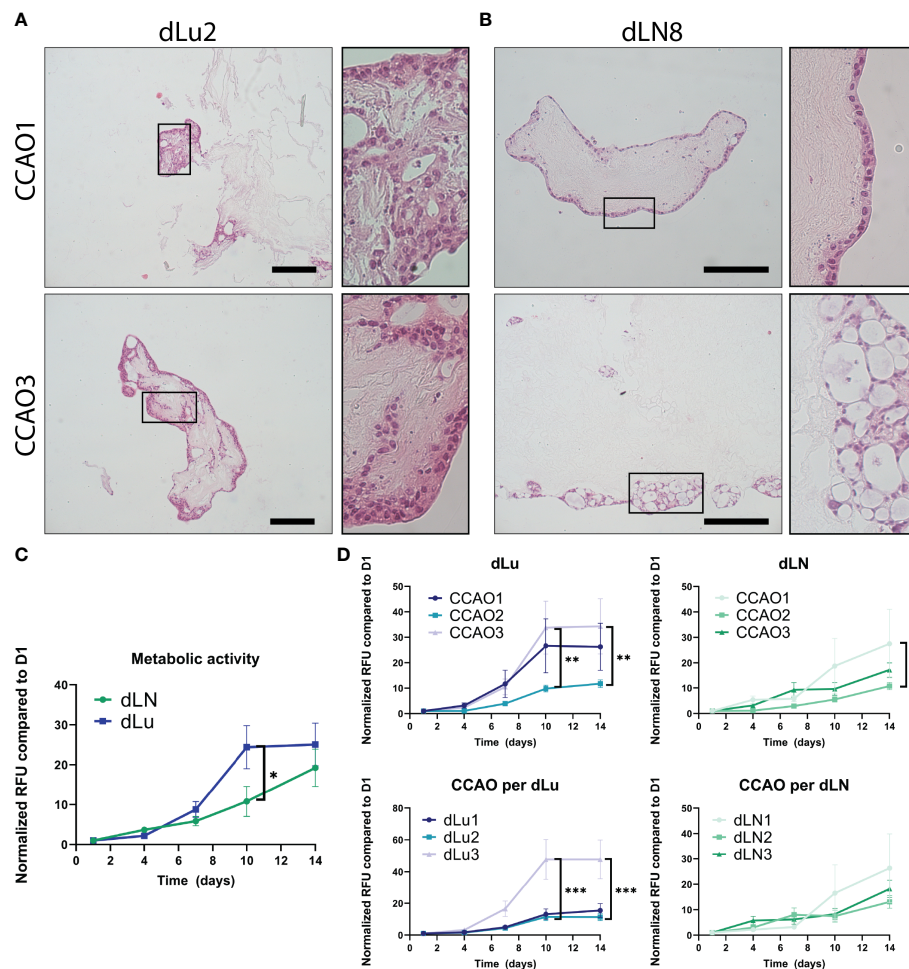 A
dLu2
B
dLN8
CCAO1
CCAO3
C
Metabolic activity
Normalized RFU compared to D1
40
30
20
10
0
dLN
dLu
*
0 2 4 6 8 10 12 14
Time (days)
D
dLu
Normalized RFU compared to D1
50
40
30
20
10
0
CCAO1
CCAO2
CCAO3
**
**
0 2 4 6 8 10 12 14
Time (days)
dLN
Normalized RFU compared to D1
50
40
30
20
10
0
CCAO1
CCAO2
CCAO3
0 2 4 6 8 10 12 14
Time (days)
CCAO per dLu
Normalized RFU compared to D1
80
60
40
20
0
dLu1
dLu2
dLu3
***
***
0 2 4 6 8 10 12 14
Time (days)
CCAO per dLN
Normalized RFU compared to D1
50
40
30
20
10
0
dLN1
dLN2
dLN3
0 2 4 6 8 10 12 14
Time (days)